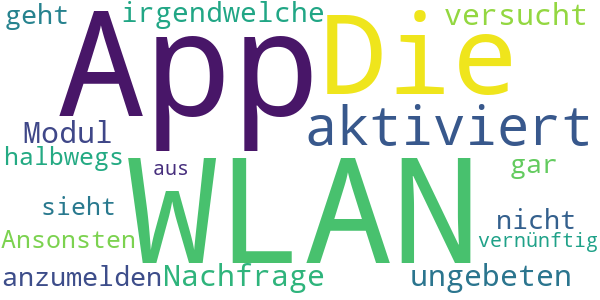 geht irgendwelche App Die versucht
Modul aktiviert
halbwegs aus WLAN gar
sieht nicht
Ansonsten vernünftig
anzumelden Nachfrage ungebeten